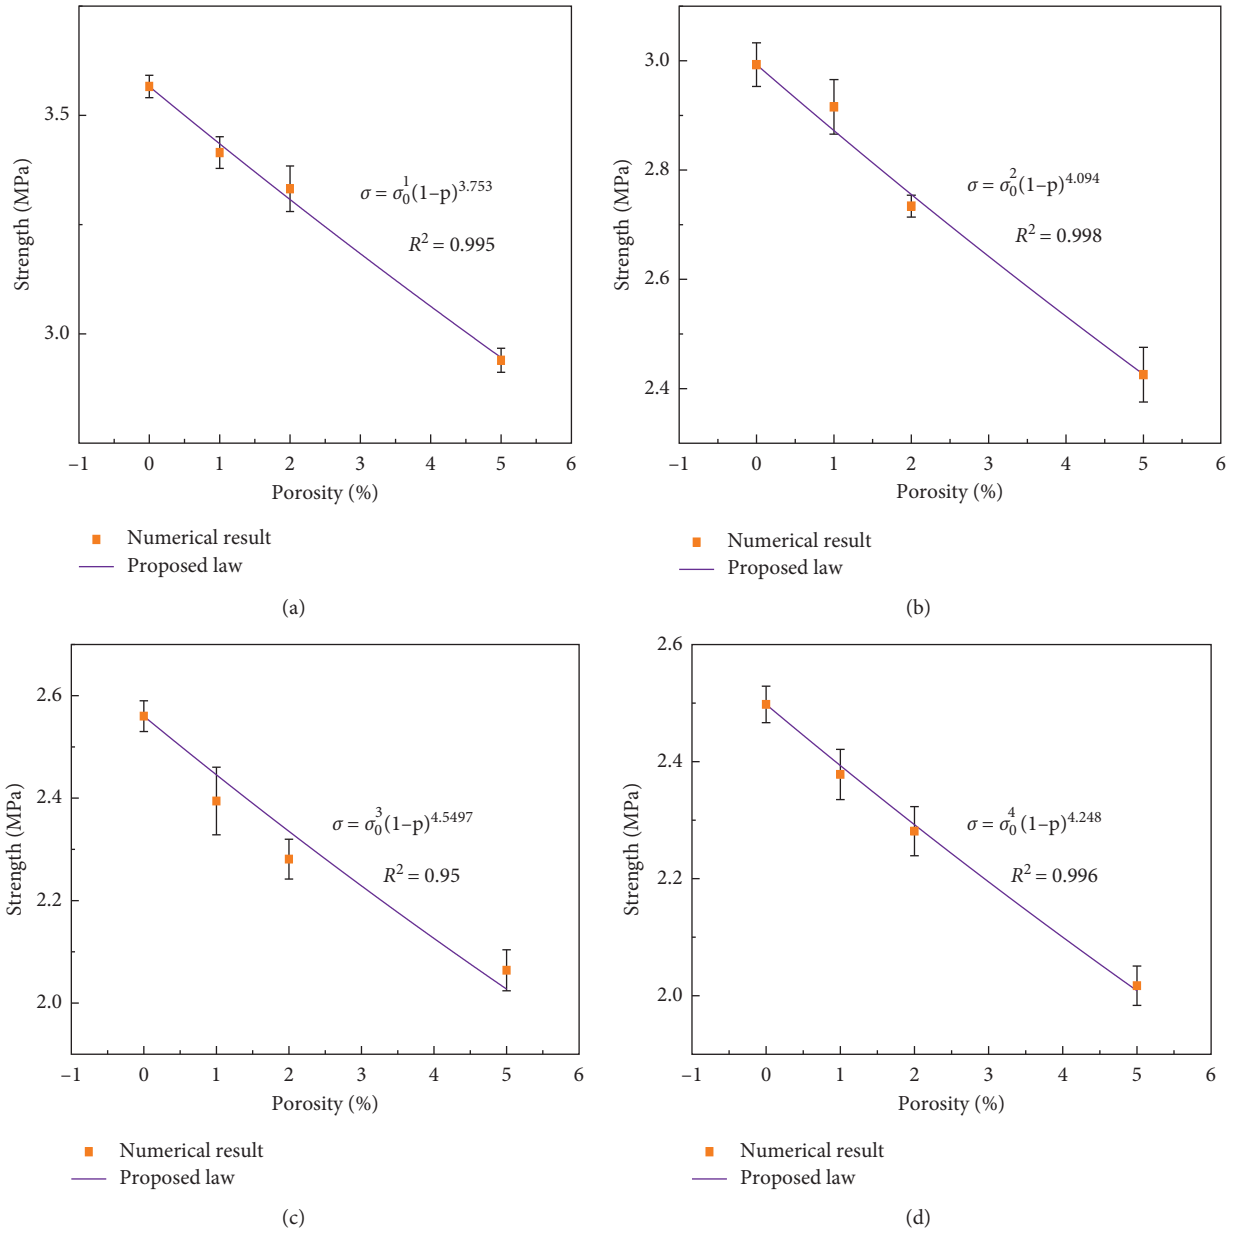 3.5
3.0
Strength (MPa)
σ = σ₀¹(1–p)³·⁷⁵³
R² = 0.995
–1 0 1 2 3 4 5 6
Porosity (%)
Numerical result
Proposed law
(a)
3.0
2.8
2.6
2.4
Strength (MPa)
σ = σ₀²(1–p)⁴·⁰⁹⁴
R² = 0.998
–1 0 1 2 3 4 5 6
Porosity (%)
Numerical result
Proposed law
(b)
2.6
2.4
2.2
2.0
Strength (MPa)
σ = σ₀³(1–p)⁴·⁵⁴⁹⁷
R² = 0.95
–1 0 1 2 3 4 5 6
Porosity (%)
Numerical result
Proposed law
(c)
2.6
2.4
2.2
2.0
Strength (MPa)
σ = σ₀⁴(1–p)⁴·²⁴⁸
R² = 0.996
–1 0 1 2 3 4 5 6
Porosity (%)
Numerical result
Proposed law
(d)